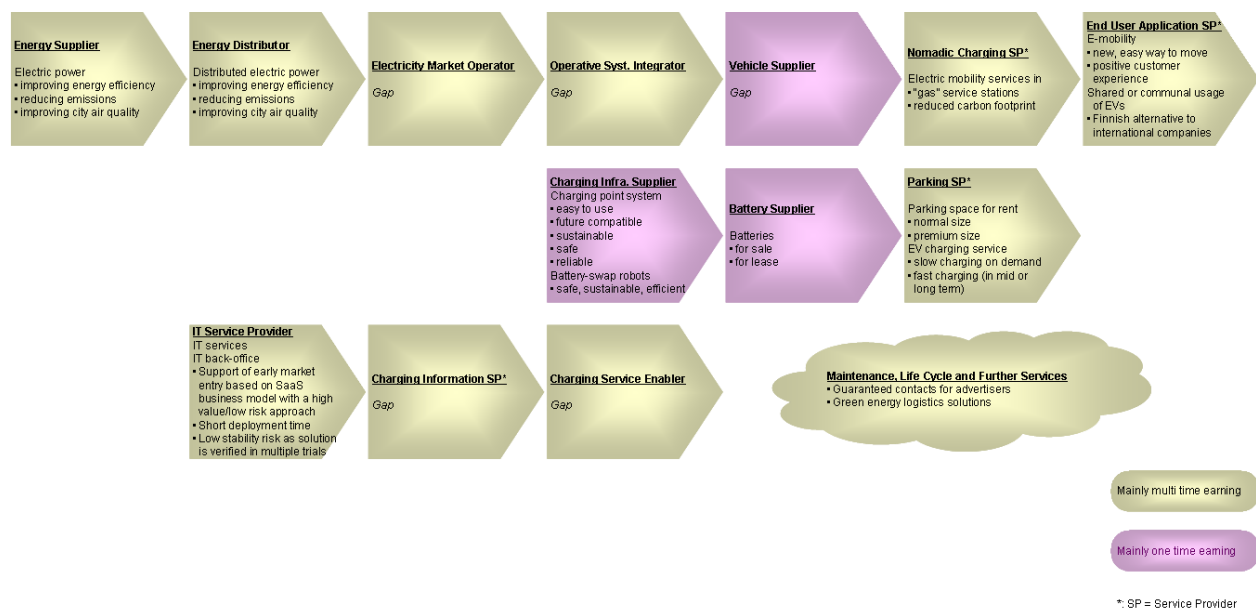 Energy Supplier
Electric power
▪ improving energy efficiency
▪ reducing emissions
▪ improving city air quality
Energy Distributor
Distributed electric power
▪ improving energy efficiency
▪ reducing emissions
▪ improving city air quality
Electricity Market Operator
Gap
Operative Syst. Integrator
Gap
Vehicle Supplier
Gap
Nomadic Charging SP*
Electric mobility services in
▪ "gas" service stations
▪ reduced carbon footprint
End User Application SP*
E-mobility
▪ new, easy way to move
▪ positive customer
experience
Shared or communal usage
of EVs
▪ Finnish alternative to
international companies
Charging Infra. Supplier
Charging point system
▪ easy to use
▪ future compatible
▪ sustainable
▪ safe
▪ reliable
Battery-swap robots
▪ safe, sustainable, efficient
Battery Supplier
Batteries
▪ for sale
▪ for lease
Parking SP*
Parking space for rent
▪ normal size
▪ premium size
EV charging service
▪ slow charging on demand
▪ fast charging (in mid or
long term)
IT Service Provider
IT services
IT back-office
▪ Support of early market
entry based on SaaS
business model with a high
value/low risk approach
▪ Short deployment time
▪ Low stability risk as solution
is verified in multiple trials
Charging Information SP*
Gap
Charging Service Enabler
Gap
Maintenance, Life Cycle and Further Services
▪ Guaranteed contacts for advertisers
▪ Green energy logistics solutions
Mainly multi time earning
Mainly one time earning
*: SP = Service Provider